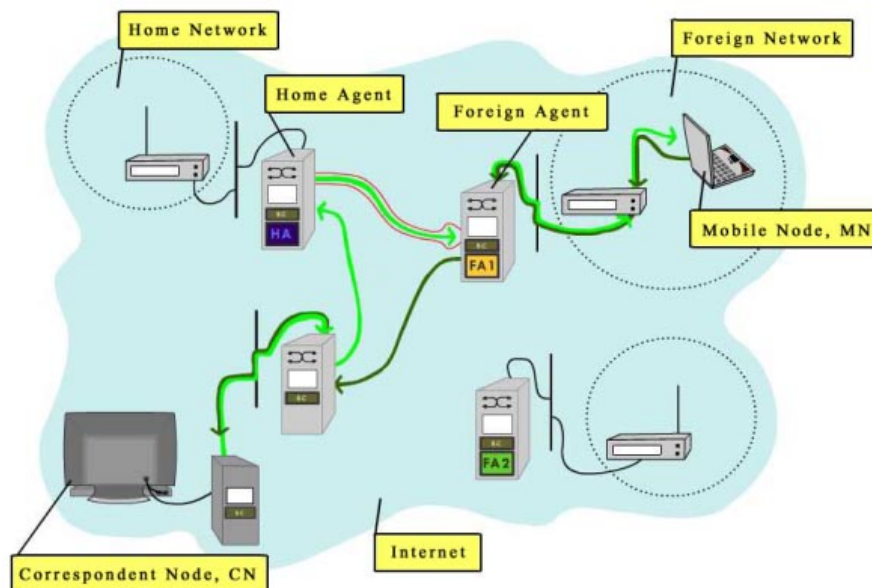 Home Network
Foreign Network
Home Agent
Foreign Agent
HA
Mobile Node, MN
FA1
FA2
Internet
Correspondent Node, CN